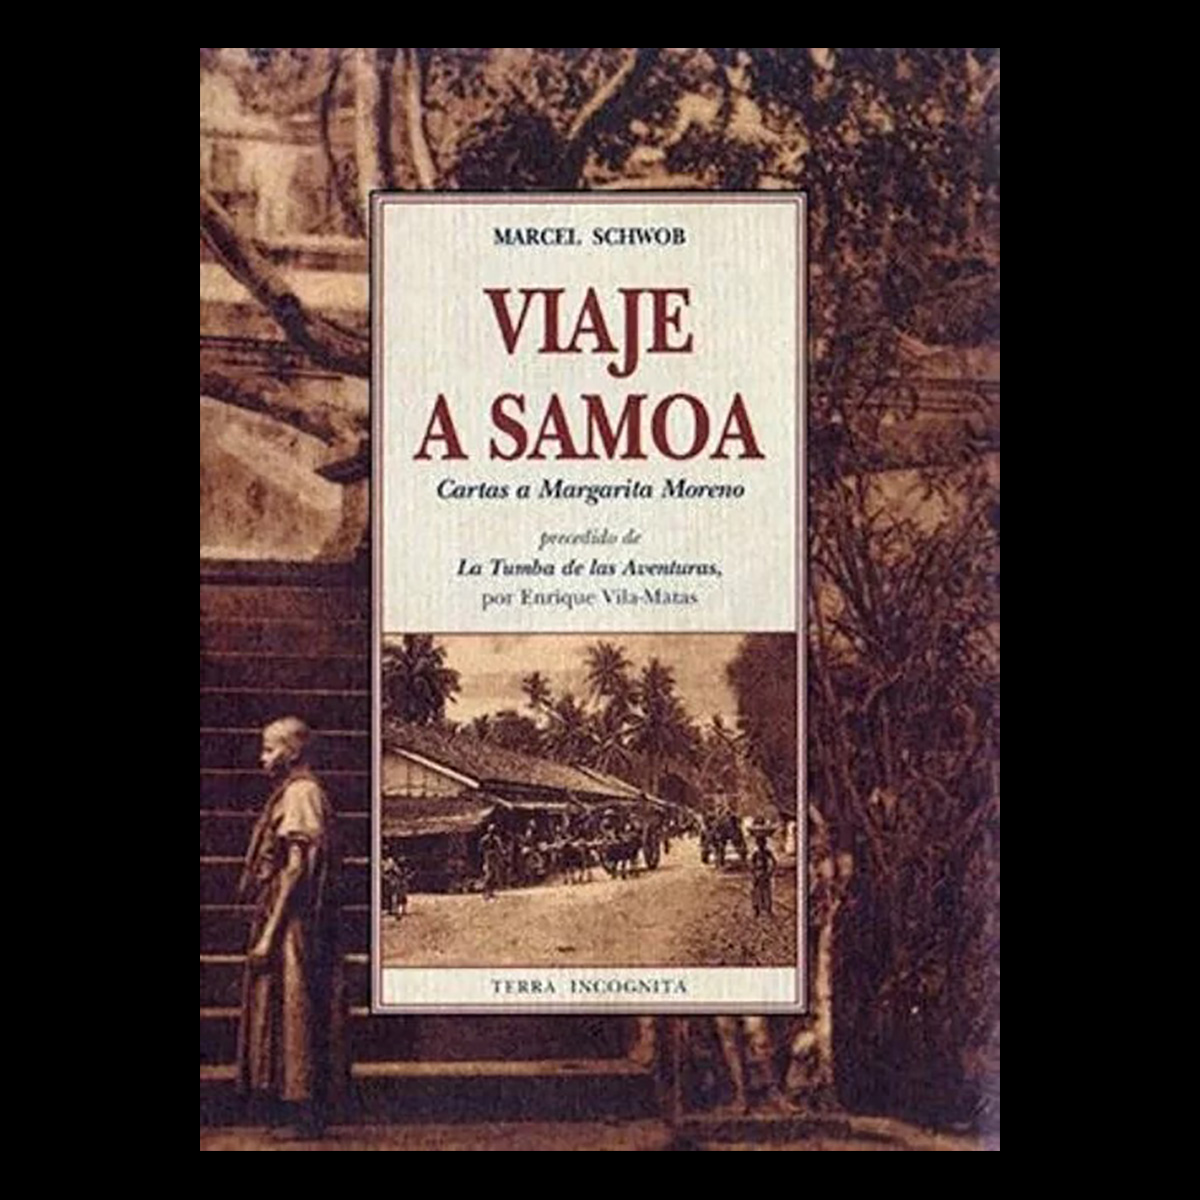 MARCEL SCHWOB
VIAJE
A SAMOA
Cartas a Margarita Moreno
precedido de
La Tumba de las Aventuras,
por Enrique Vila-Matas
TERRA INCOGNITA